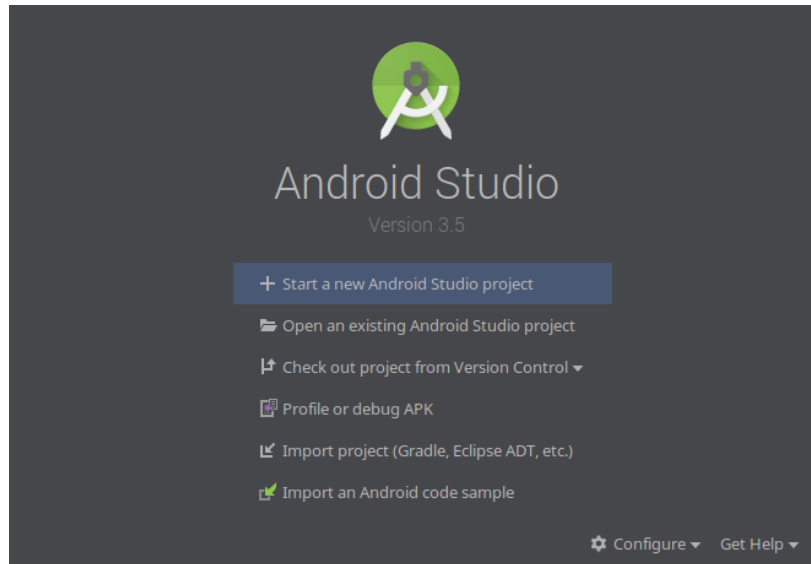 Android Studio
Version 3.5
Start a new Android Studio project
Open an existing Android Studio project
Check out project from Version Control
Profile or debug APK
Import project (Gradle, Eclipse ADT, etc.)
Import an Android code sample
Configure Get Help